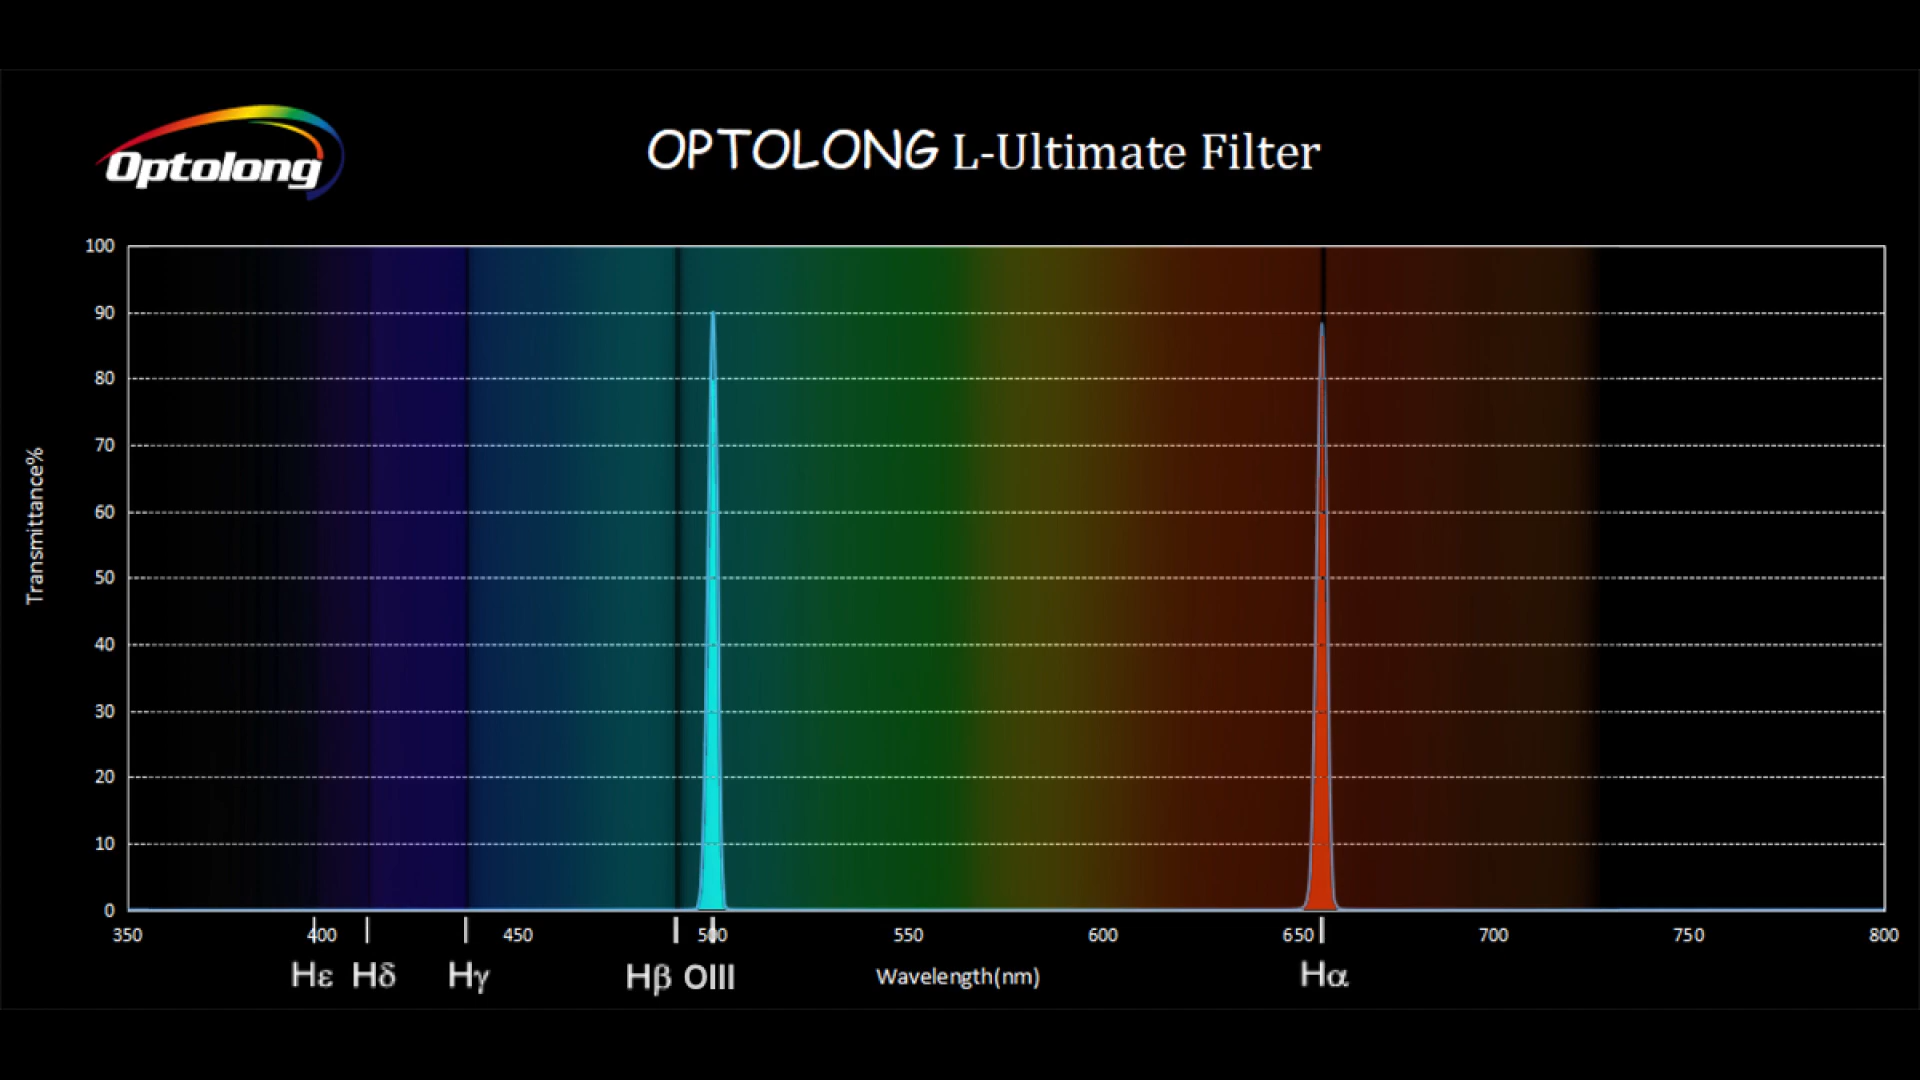 Optolong
OPTOLONG L-Ultimate Filter
Transmittance%
100
90
80
70
60
50
40
30
20
10
0
350 400 450 500 550 600 650 700 750 800
Hε Hδ Hγ Hβ OIII Hα
Wavelength(nm)